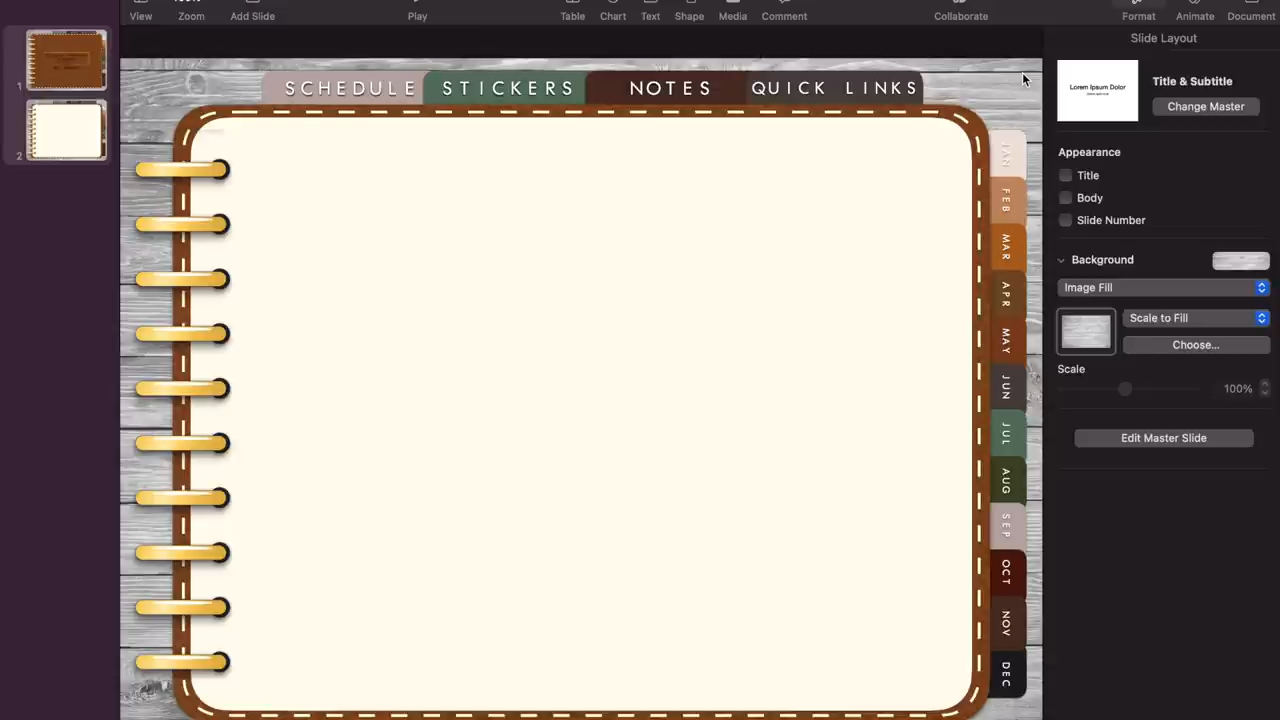 View Zoom Add Slide Play Table Chart Text Shape Media Comment Collaborate Format Animate Document
Slide Layout
SCHEDULE STICKERS NOTES QUICK LINKS
Lorem Ipsum Dolor
Title & Subtitle
Change Master
Appearance
Title
Body
Slide Number
Background
Image Fill
Scale to Fill
Choose...
Scale
100%
Edit Master Slide
JAN
FEB
MAR
APR
MAY
JUN
JUL
AUG
SEP
OCT
NOV
DEC
1
2